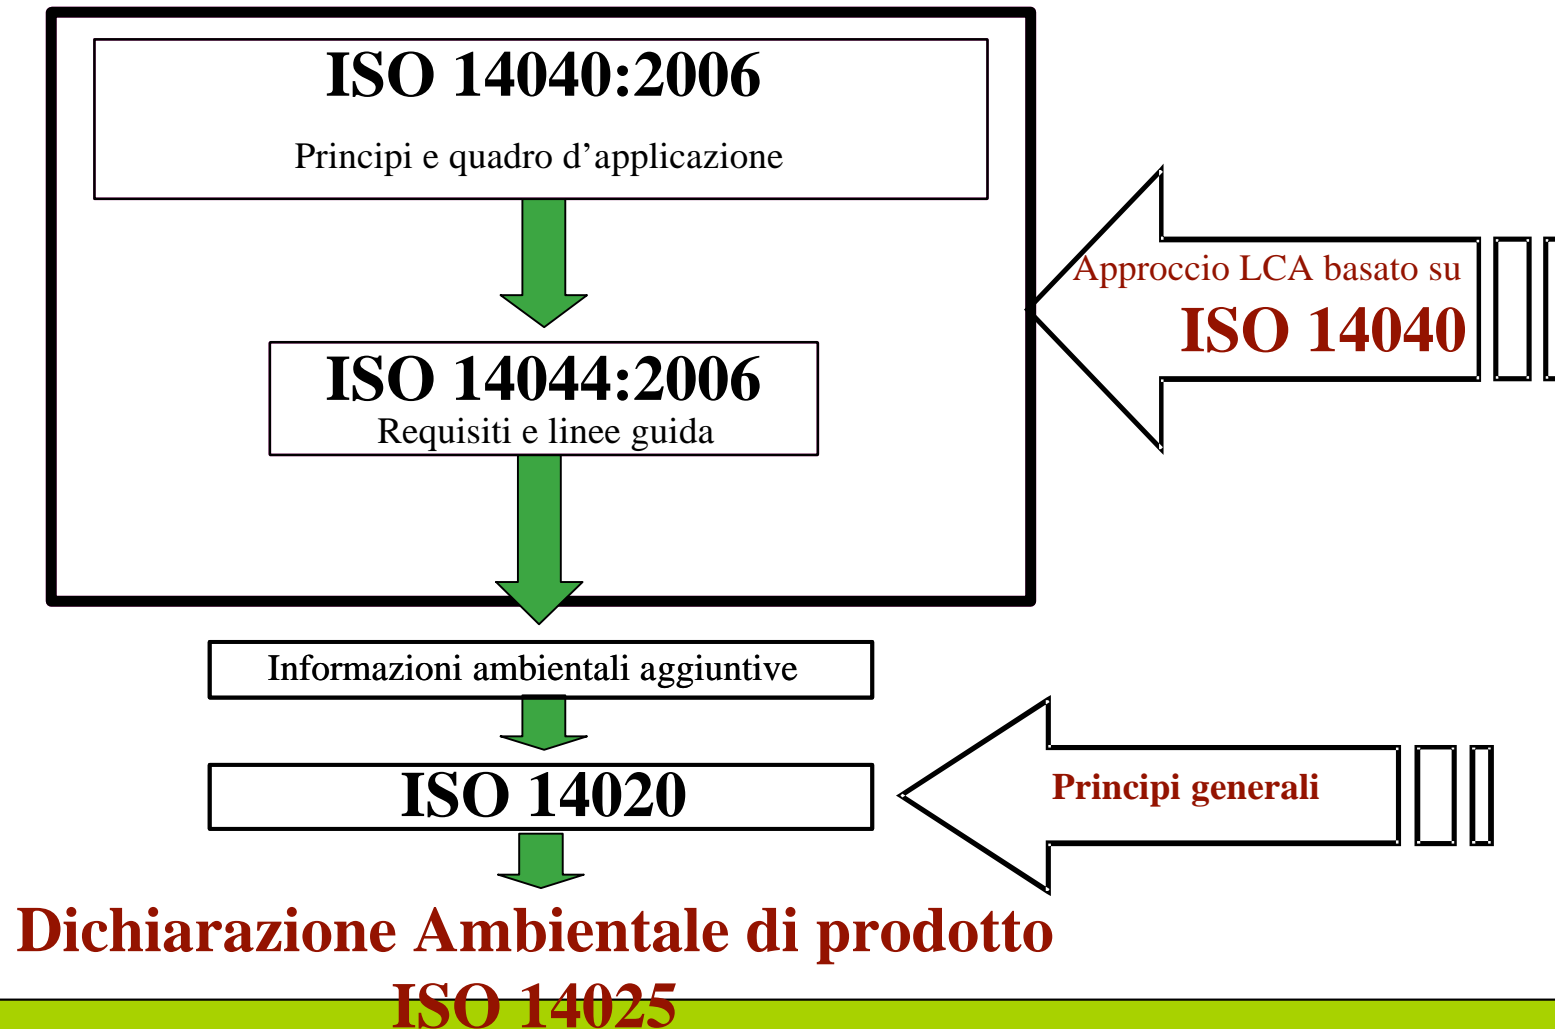 ISO 14040:2006
Principi e quadro d’applicazione
Approccio LCA basato su
ISO 14040
ISO 14044:2006
Requisiti e linee guida
Informazioni ambientali aggiuntive
ISO 14020
Principi generali
Dichiarazione Ambientale di prodotto
ISO 14025